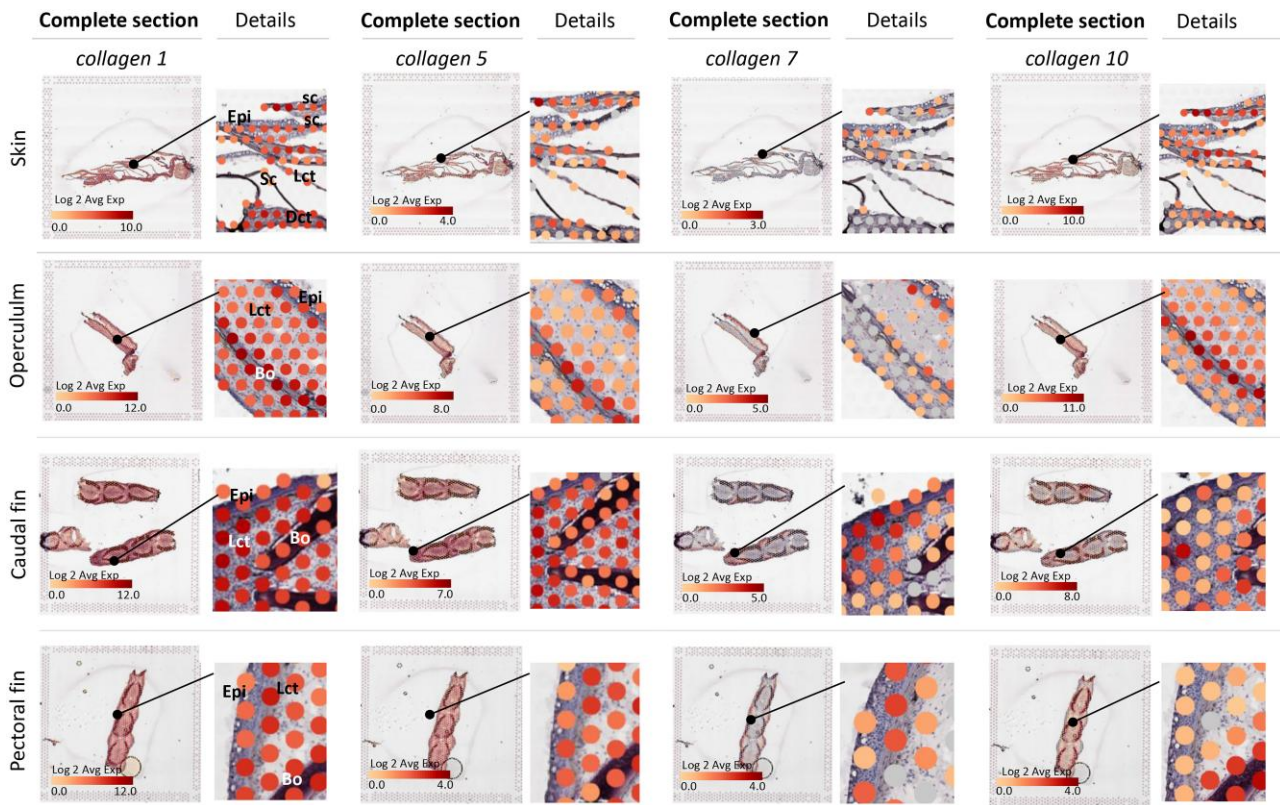 Complete section Details Complete section Details Complete section Details Complete section Details
collagen 1 collagen 5 collagen 7 collagen 10
Skin
sc
Epi sc
Sc Lct
Dct
Log 2 Avg Exp Log 2 Avg Exp Log 2 Avg Exp Log 2 Avg Exp
0.0 10.0 0.0 4.0 0.0 3.0 0.0 10.0
Opercululm
Epi
Lct
Bo
Log 2 Avg Exp Log 2 Avg Exp Log 2 Avg Exp Log 2 Avg Exp
0.0 12.0 0.0 8.0 0.0 5.0 0.0 11.0
Caudal fin
Epi
Lct Bo
Log 2 Avg Exp Log 2 Avg Exp Log 2 Avg Exp Log 2 Avg Exp
0.0 12.0 0.0 7.0 0.0 5.0 0.0 8.0
Pectoral fin
Epi Lct
Bo
Log 2 Avg Exp Log 2 Avg Exp Log 2 Avg Exp Log 2 Avg Exp
0.0 12.0 0.0 4.0 0.0 4.0 0.0 4.0